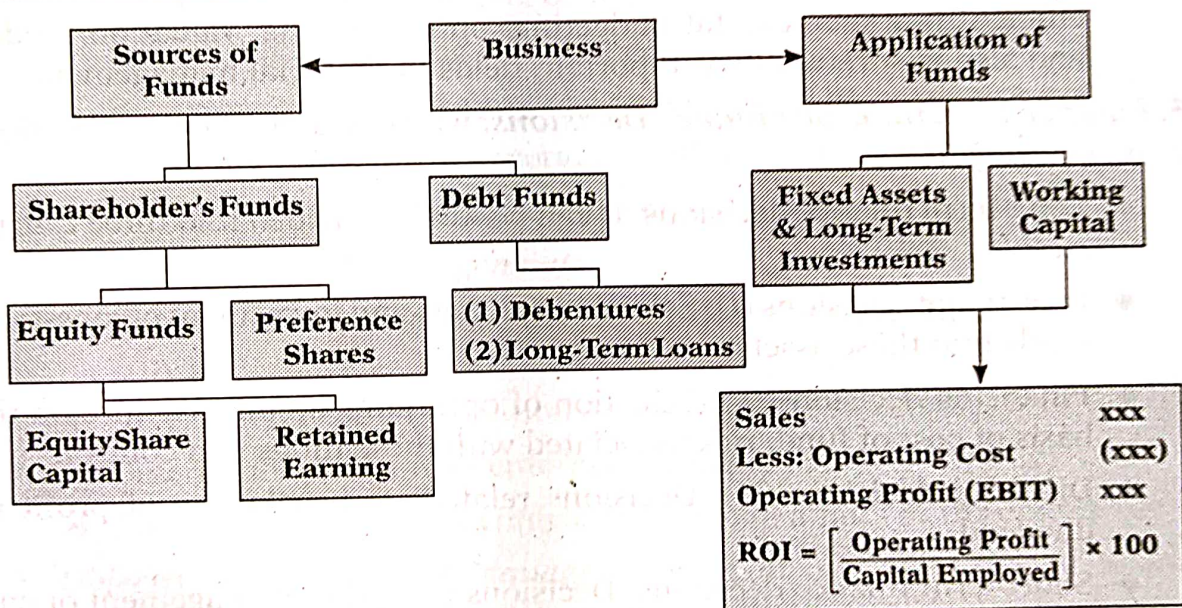 Sources of
Funds
Business
Application of
Funds
Shareholder's Funds
Debt Funds
Fixed Assets
& Long-Term
Investments
Working
Capital
Equity Funds
Preference
Shares
(1) Debentures
(2) Long-Term Loans
Equity Share
Capital
Retained
Earning
Sales xxx
Less: Operating Cost (xxx)
Operating Profit (EBIT) xxx
ROI = [Operating Profit / Capital Employed] × 100